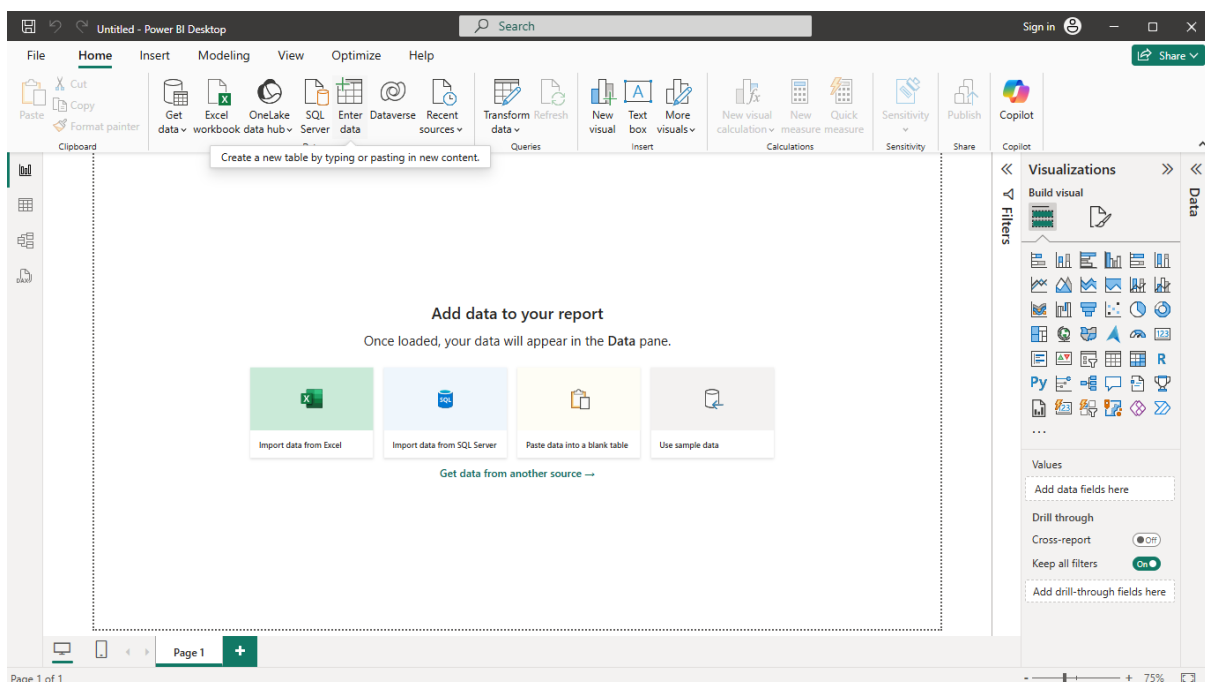 Untitled - Power BI Desktop
Search
Sign in
File Home Insert Modeling View Optimize Help
Share
Paste
Cut
Copy
Format painter
Clipboard
Get data
Excel workbook
OneLake data hub
SQL Server
Enter data
Dataverse
Recent sources
Transform data
Refresh
Queries
New visual
Text box
More visuals
Insert
New visual calculation
New measure
Quick measure
Calculations
Sensitivity
Sensitivity
Publish
Share
Copilot
Copilot
Create a new table by typing or pasting in new content.
Add data to your report
Once loaded, your data will appear in the Data pane.
Import data from Excel
Import data from SQL Server
Paste data into a blank table
Use sample data
Get data from another source →
Filters
Visualizations
Build visual
123
R
Py
Values
Add data fields here
Drill through
Cross-report
Off
Keep all filters
On
Add drill-through fields here
Data
Page 1
Page 1 of 1
75%